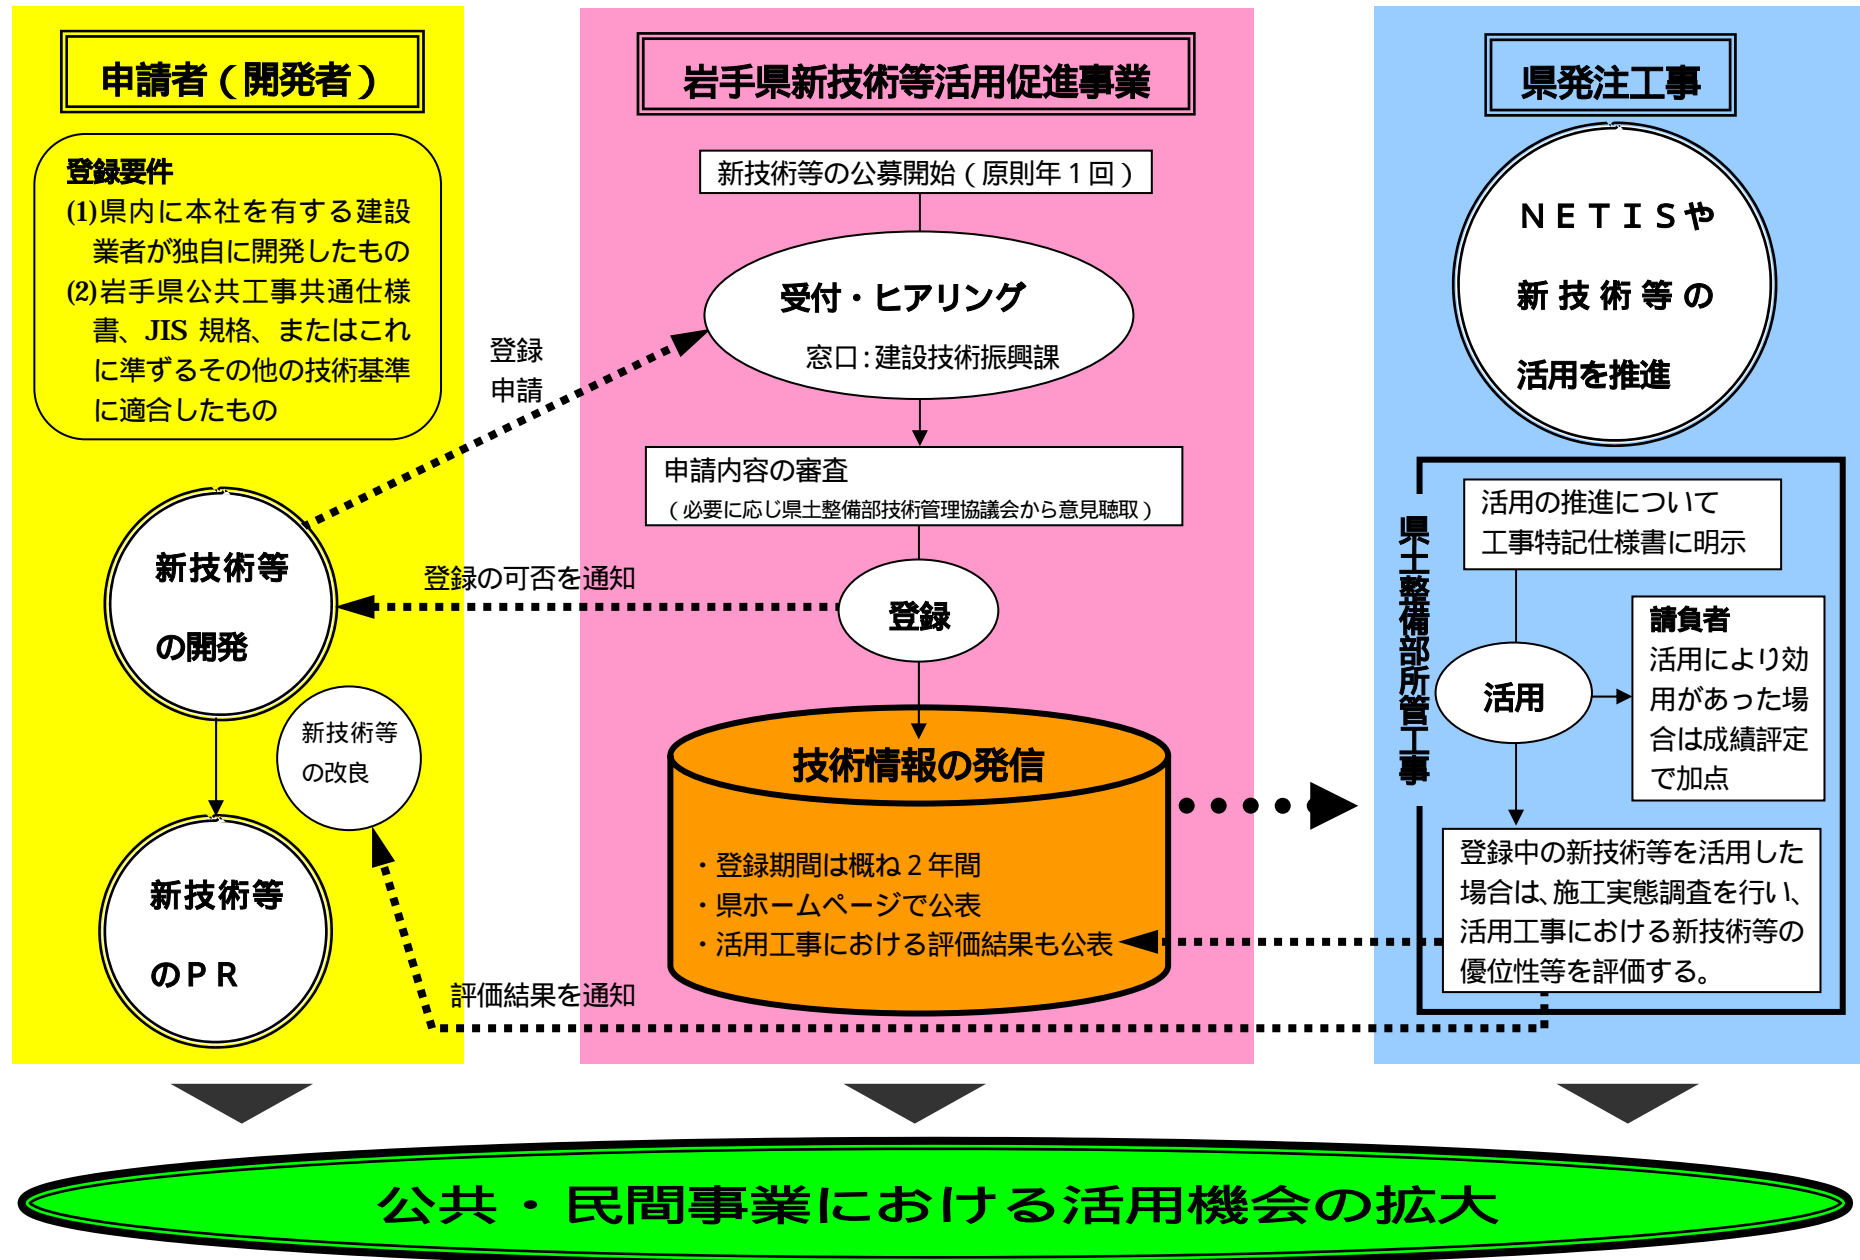 申請者（開発者）
登録要件
(1)県内に本社を有する建設
業者が独自に開発したもの
(2)岩手県公共工事共通仕様
書、JIS 規格、またはこれ
に準ずるその他の技術基準
に適合したもの
新技術等
の開発
新技術等
の改良
新技術等
のＰＲ
登録
申請
登録の可否を通知
評価結果を通知
岩手県新技術等活用促進事業
新技術等の公募開始（原則年１回）
受付・ヒアリング
窓口：建設技術振興課
申請内容の審査
（必要に応じ県土整備部技術管理協議会から意見聴取）
登録
技術情報の発信
・登録期間は概ね２年間
・県ホームページで公表
・活用工事における評価結果も公表
県発注工事
ＮＥＴＩＳや
新技術等の
活用を推進
県土整備部所管工事
活用の推進について
工事特記仕様書に明示
活用
請負者
活用により効
用があった場
合は成績評定
で加点
登録中の新技術等を活用した
場合は、施工実態調査を行い、
活用工事における新技術等の
優位性等を評価する。
公共・民間事業における活用機会の拡大